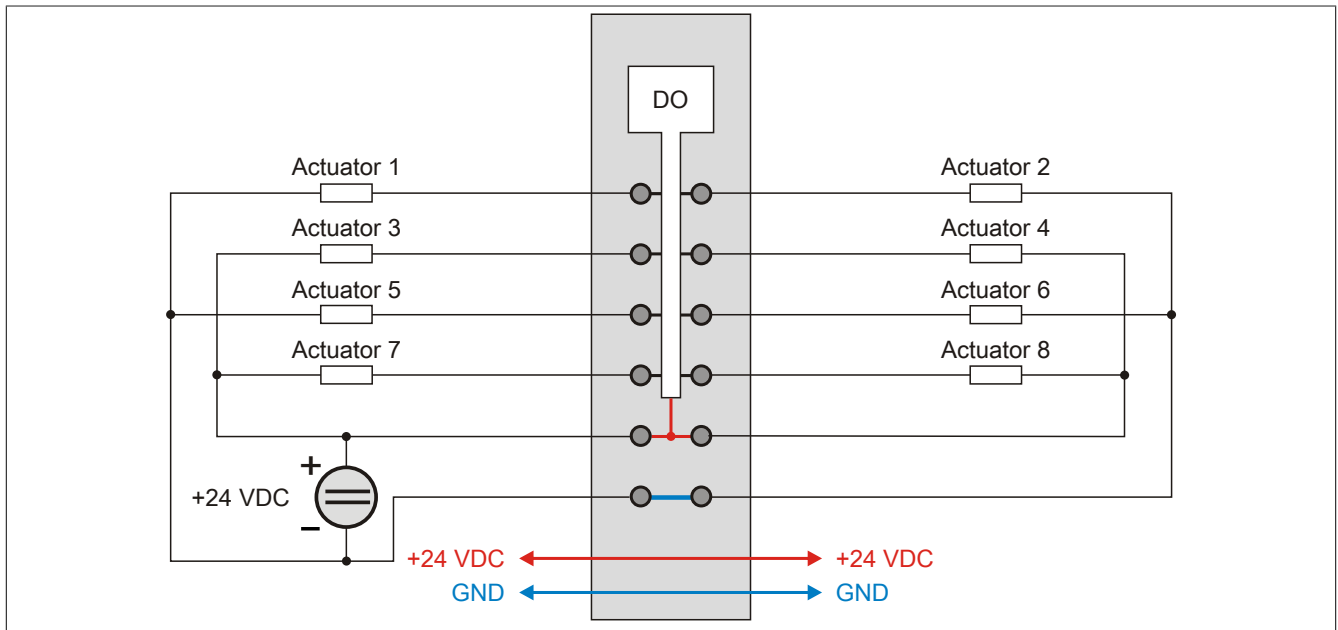 DO
Actuator 1
Actuator 2
Actuator 3
Actuator 4
Actuator 5
Actuator 6
Actuator 7
Actuator 8
+
+24 VDC
−
+24 VDC
+24 VDC
GND
GND